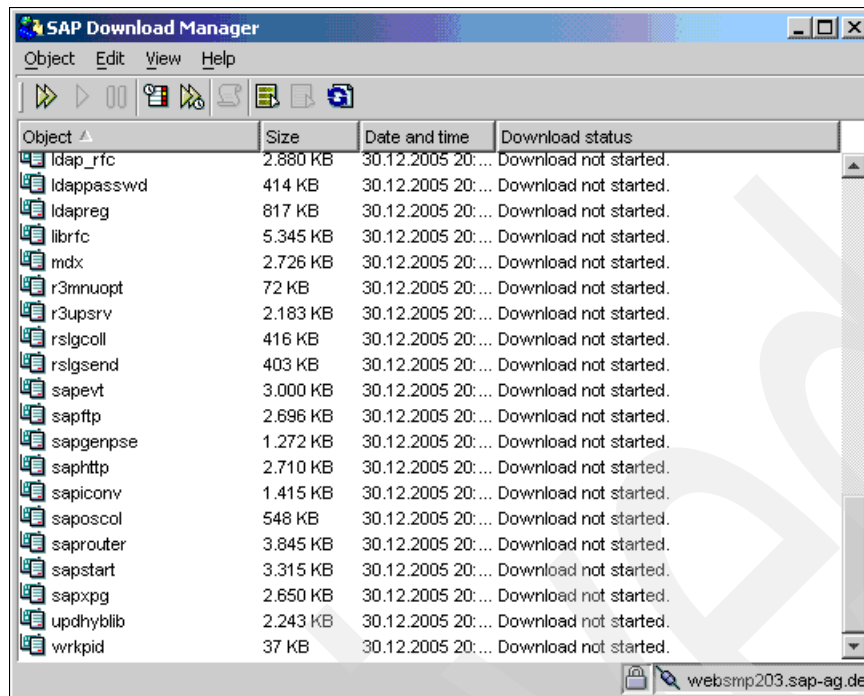 SAP Download Manager
Object Edit View Help
Object Size Date and time Download status
ldap_rfc 2.880 KB 30.12.2005 20:... Download not started.
ldappasswd 414 KB 30.12.2005 20:... Download not started.
ldapreg 817 KB 30.12.2005 20:... Download not started.
librfc 5.345 KB 30.12.2005 20:... Download not started.
mdx 2.726 KB 30.12.2005 20:... Download not started.
r3mnuopt 72 KB 30.12.2005 20:... Download not started.
r3upsrv 2.183 KB 30.12.2005 20:... Download not started.
rslgcoll 416 KB 30.12.2005 20:... Download not started.
rslgsend 403 KB 30.12.2005 20:... Download not started.
sapevt 3.000 KB 30.12.2005 20:... Download not started.
sapftp 2.696 KB 30.12.2005 20:... Download not started.
sapgenpse 1.272 KB 30.12.2005 20:... Download not started.
saphttp 2.710 KB 30.12.2005 20:... Download not started.
sapiconv 1.415 KB 30.12.2005 20:... Download not started.
saposcol 548 KB 30.12.2005 20:... Download not started.
saprouter 3.845 KB 30.12.2005 20:... Download not started.
sapstart 3.315 KB 30.12.2005 20:... Download not started.
sapxpg 2.650 KB 30.12.2005 20:... Download not started.
updhyblib 2.243 KB 30.12.2005 20:... Download not started.
wrkpid 37 KB 30.12.2005 20:... Download not started.
websmp203.sap-ag.de